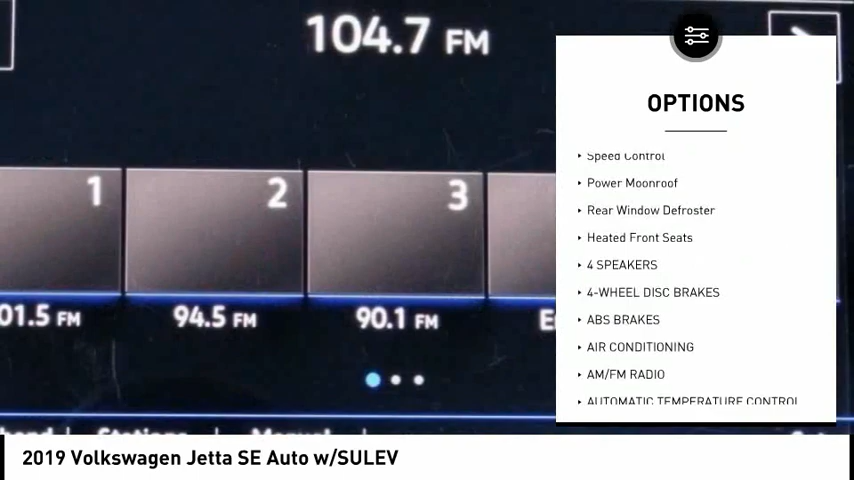 104.7 FM
1
2
3
01.5 FM
94.5 FM
90.1 FM
E
Stations
Manual
OPTIONS
Speed Control
Power Moonroof
Rear Window Defroster
Heated Front Seats
4 SPEAKERS
4-WHEEL DISC BRAKES
ABS BRAKES
AIR CONDITIONING
AM/FM RADIO
AUTOMATIC TEMPERATURE CONTROL
2019 Volkswagen Jetta SE Auto w/SULEV